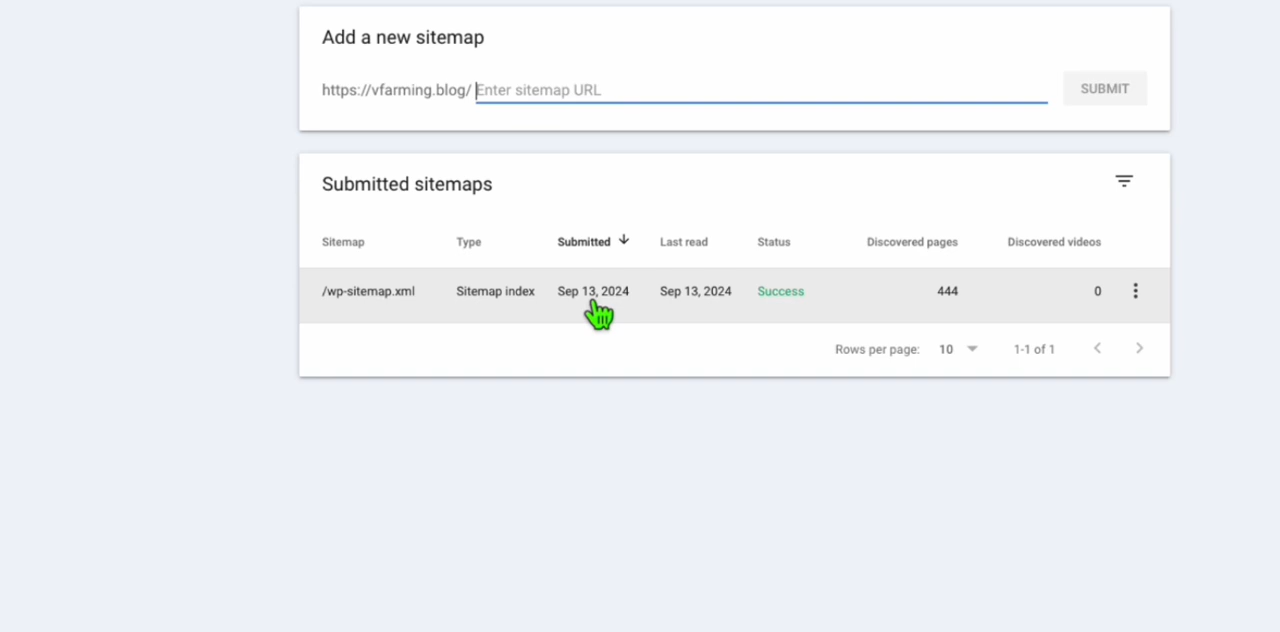 Add a new sitemap
https://vfarming.blog/ Enter sitemap URL SUBMIT
Submitted sitemaps
Sitemap Type Submitted Last read Status Discovered pages Discovered videos
/wp-sitemap.xml Sitemap index Sep 13, 2024 Sep 13, 2024 Success 444 0
Rows per page: 10 1-1 of 1